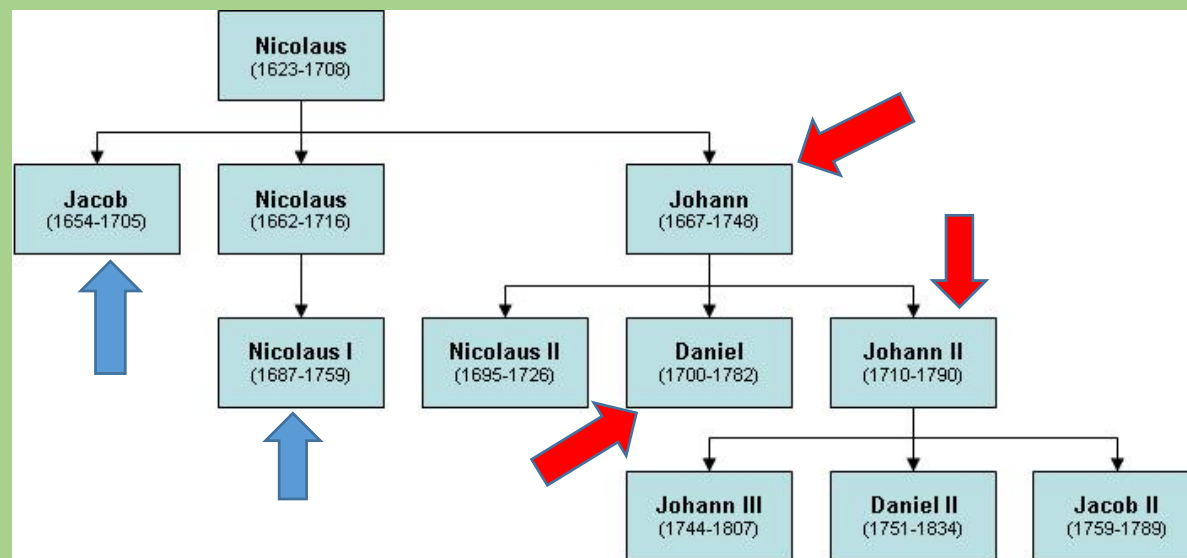 Nicolaus
(1623-1708)
Jacob
(1654-1705)
Nicolaus
(1662-1716)
Johann
(1667-1748)
Nicolaus I
(1687-1759)
Nicolaus II
(1695-1726)
Daniel
(1700-1782)
Johann II
(1710-1790)
Johann III
(1744-1807)
Daniel II
(1751-1834)
Jacob II
(1759-1789)